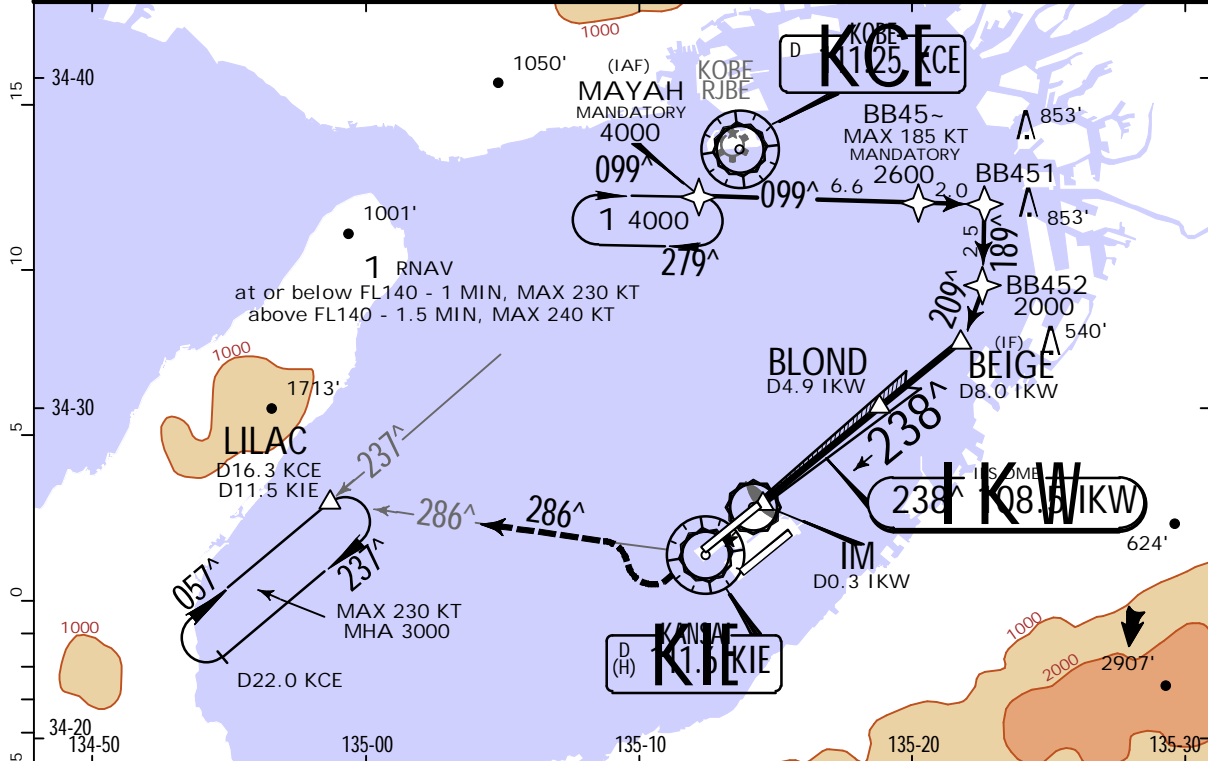 1000
KOBE
D 111.25 KCE
KCE
34-40
1050'
(IAF)
MAYAH
MANDATORY
4000
KOBE
RJBE
15
BB45~
MAX 185 KT
MANDATORY
2600
853'
BB451
099^
099^
6.6
2.0
853'
1 4000
279^
2.5
189^
1001'
1 RNAV
at or below FL140 - 1 MIN, MAX 230 KT
above FL140 - 1.5 MIN, MAX 240 KT
10
BB452
2000
209^
540'
(IF)
BEIGE
D8.0 IKW
BLOND
D4.9 IKW
1000
1713'
34-30
5
LILAC
D16.3 KCE
D11.5 KIE
237^
238^
ILS DME
238^ 108.5 IKW
I K W
286^
286^
624'
IM
D0.3 IKW
057^
237^
0
MAX 230 KT
MHA 3000
KANSAI
D
(H)
KIE
KIE
1000
1000
2000
2907'
D22.0 KCE
34-20
134-50
135-00
135-10
135-20
135-30
5